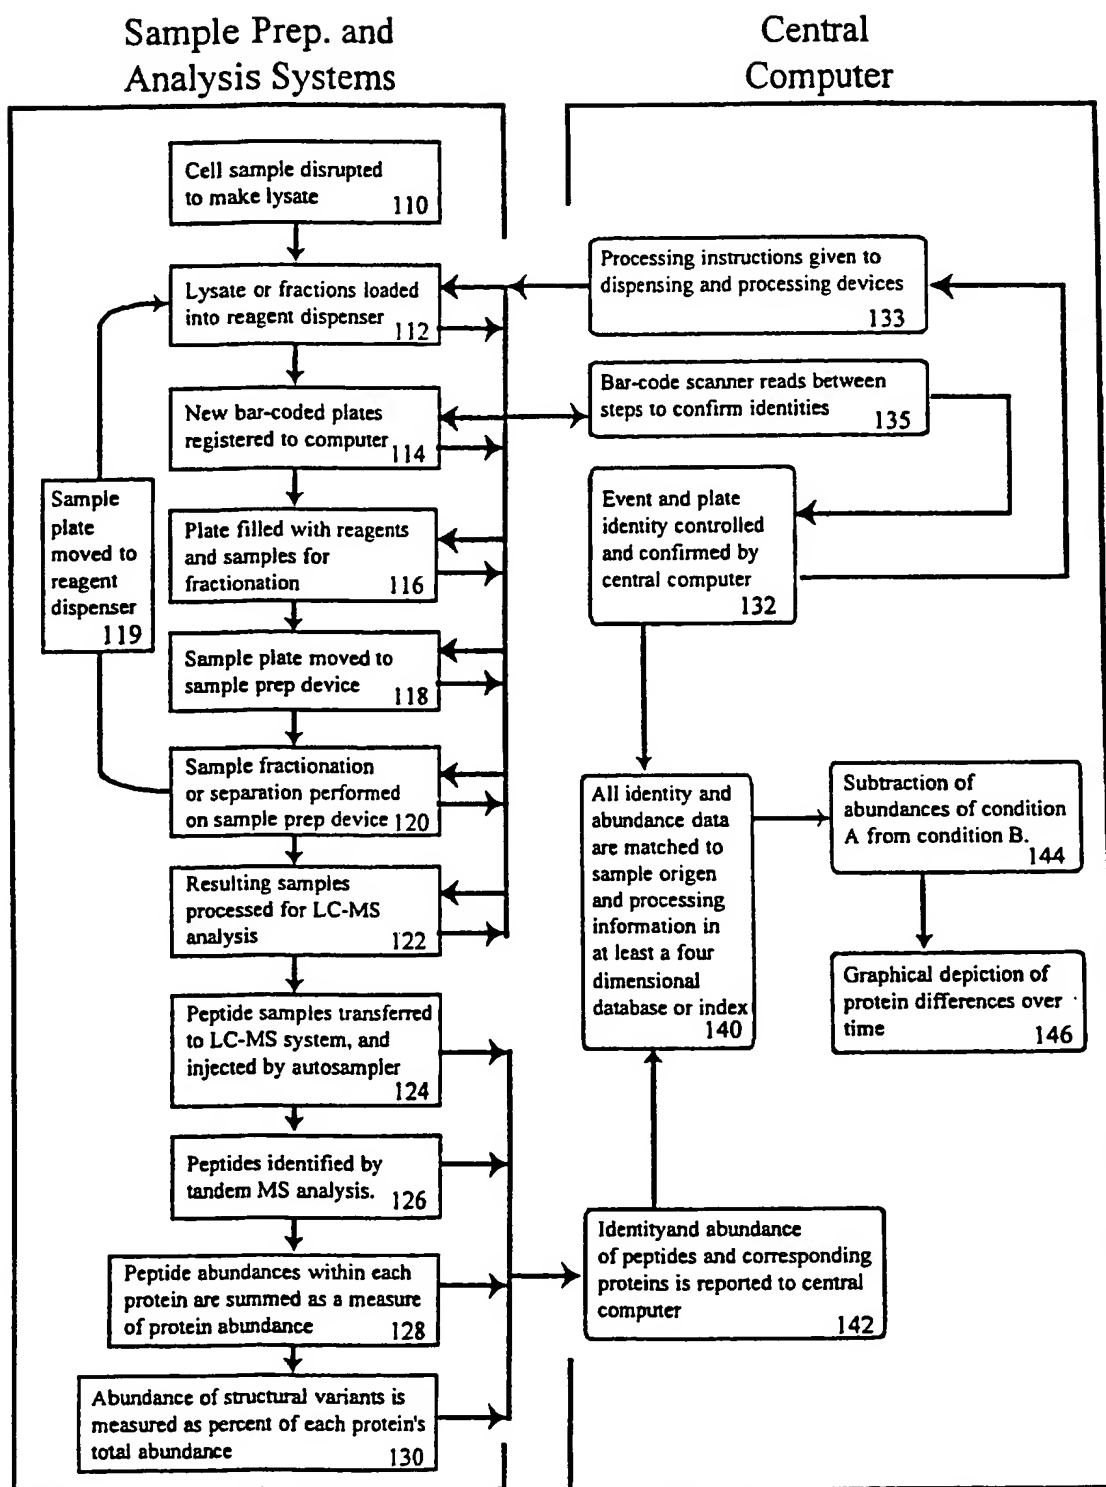 Sample Prep. and
Analysis Systems
Central
Computer
Cell sample disrupted
to make lysate
110
Lysate or fractions loaded
into reagent dispenser
112
New bar-coded plates
registered to computer
114
Sample
plate
moved to
reagent
dispenser
119
Plate filled with reagents
and samples for
fractionation
116
Sample plate moved to
sample prep device
118
Sample fractionation
or separation performed
on sample prep device 120
Resulting samples
processed for LC-MS
analysis
122
Peptide samples transferred
to LC-MS system, and
injected by autosampler
124
Peptides identified by
tandem MS analysis.
126
Peptide abundances within each
protein are summed as a measure
of protein abundance
128
Abundance of structural variants is
measured as percent of each protein's
total abundance
130
Processing instructions given to
dispensing and processing devices
133
Bar-code scanner reads between
steps to confirm identities
135
Event and plate
identity controlled
and confirmed by
central computer
132
All identity and
abundance data
are matched to
sample origen
and processing
information in
at least a four
dimensional
database or index
140
Subtraction of
abundances of condition
A from condition B.
144
Graphical depiction of
protein differences over
time
146
Identityand abundance
of peptides and corresponding
proteins is reported to central
computer
142